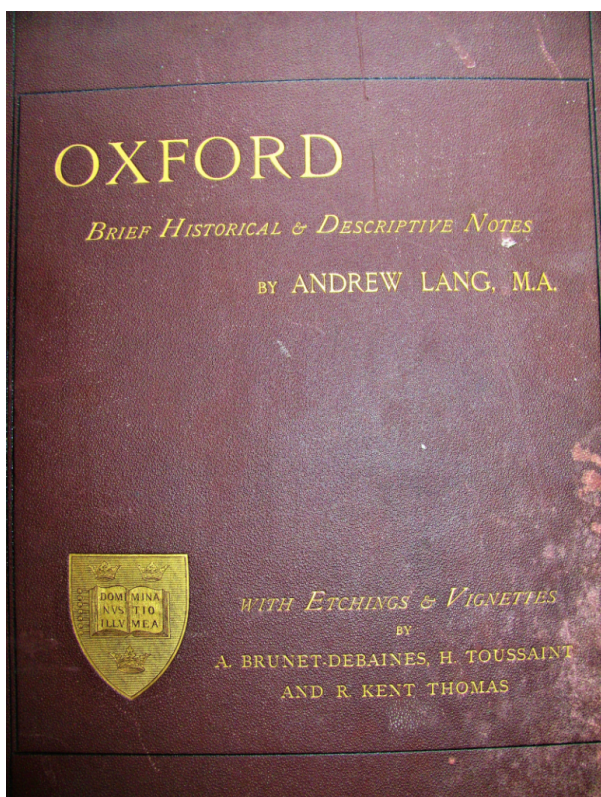 OXFORD
BRIEF HISTORICAL & DESCRIPTIVE NOTES
BY ANDREW LANG, M.A.
DOMI MINA
NVS TIO
ILLV MEA
WITH ETCHINGS & VIGNETTES
BY
A. BRUNET-DEBAINES, H. TOUSSAINT
AND R. KENT THOMAS